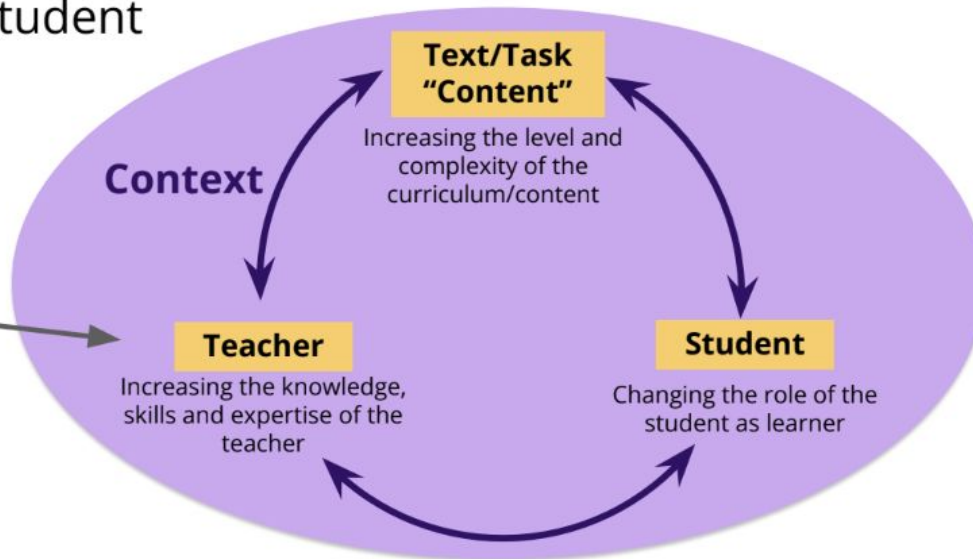 tudent
Text/Task
“Content”
Increasing the level and
complexity of the
curriculum/content
Context
Teacher
Increasing the knowledge,
skills and expertise of the
teacher
Student
Changing the role of the
student as learner